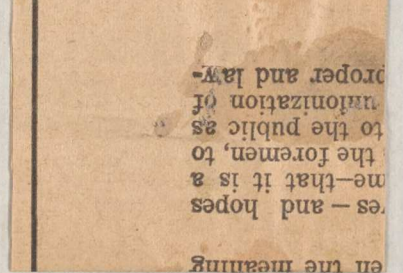 en the meaning
ves — and hopes
me—that it is a
the foremen, to
to the public as
unionization of
proper and law-